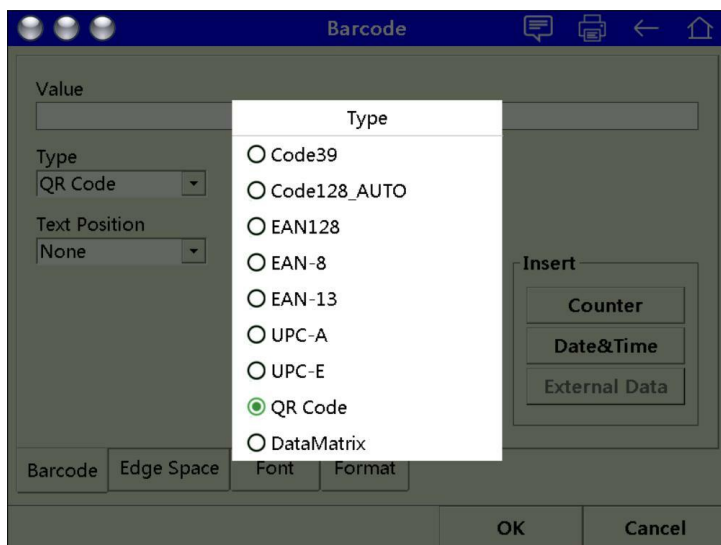 Barcode
Value
Type
QR Code
Text Position
None
Type
Code39
Code128_AUTO
EAN128
EAN-8
EAN-13
UPC-A
UPC-E
QR Code
DataMatrix
Insert
Counter
Date&Time
External Data
Barcode
Edge Space
Font
Format
OK
Cancel